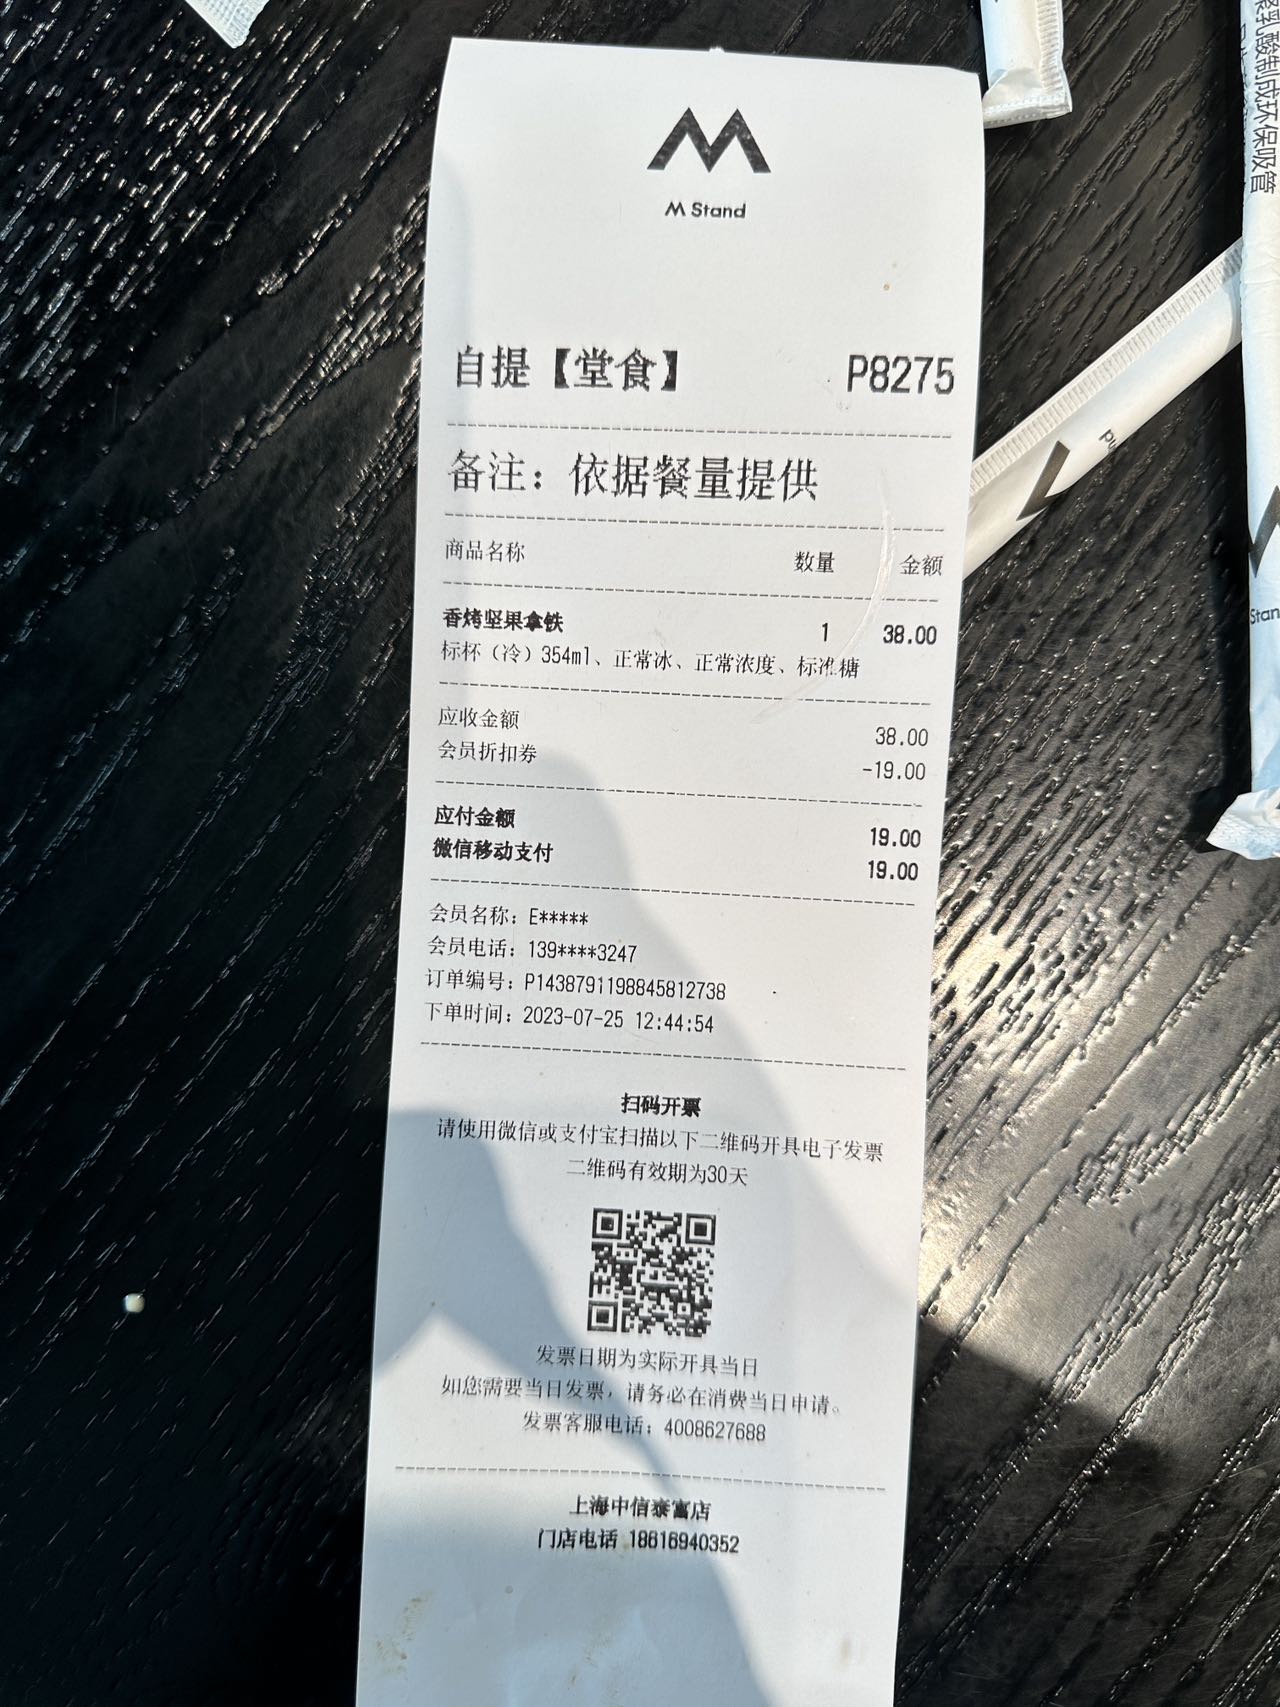 M Stand
自提【堂食】 P8275
备注：依据餐量提供
商品名称 数量 金额
香烤坚果拿铁 1 38.00
标杯（冷）354ml、正常冰、正常浓度、标准糖
应收金额 38.00
会员折扣券 -19.00
应付金额 19.00
微信移动支付 19.00
会员名称：E*****
会员电话：139****3247
订单编号：P1438791198845812738
下单时间：2023-07-25 12:44:54
扫码开票
请使用微信或支付宝扫描以下二维码开具电子发票
二维码有效期为30天
发票日期为实际开具当日
如您需要当日发票，请务必在消费当日申请。
发票客服电话：4008627688
上海中信泰富店
门店电话 18616940352
乳酸制成环保吸管
Stan